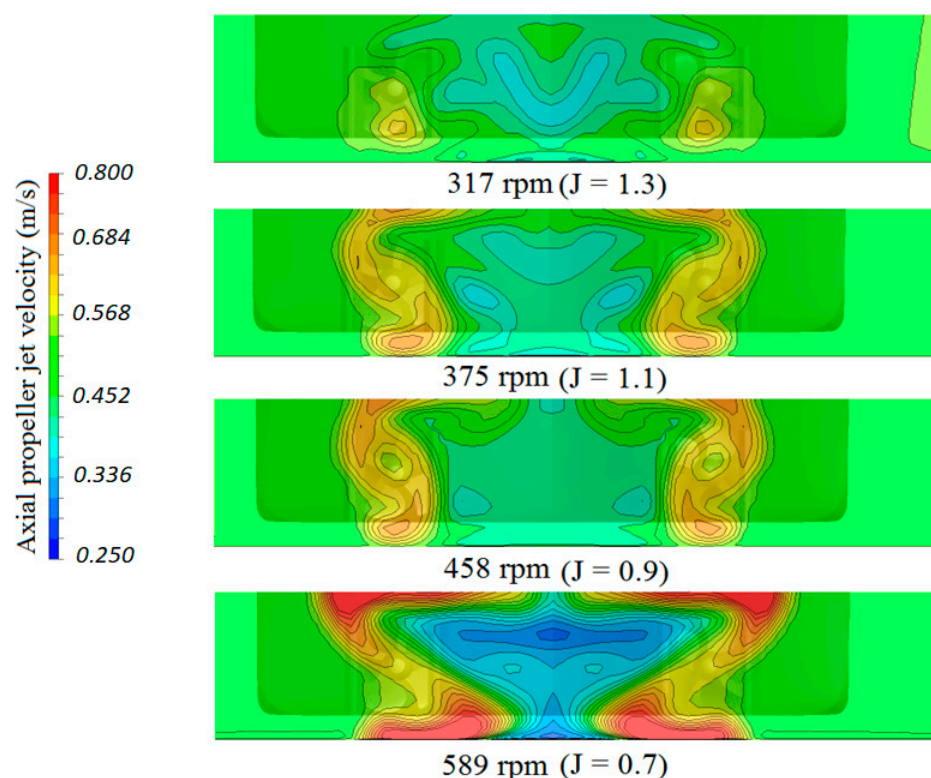 Axial propeller jet velocity (m/s)
0.800
0.684
0.568
0.452
0.336
0.250
317 rpm (J = 1.3)
375 rpm (J = 1.1)
458 rpm (J = 0.9)
589 rpm (J = 0.7)